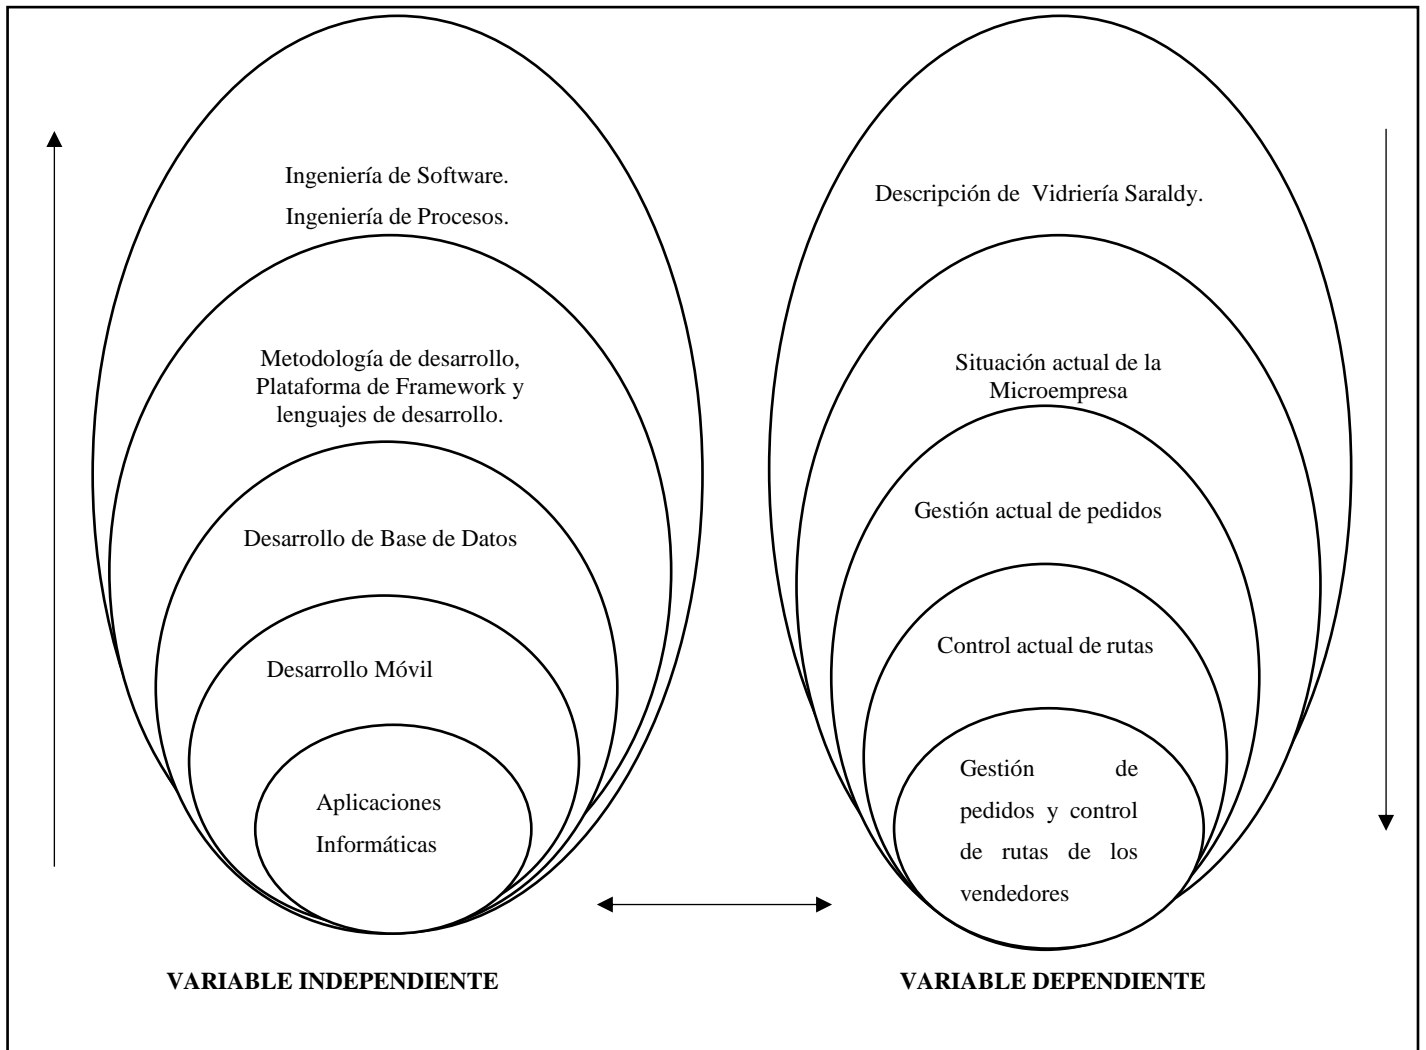 Ingeniería de Software.
Ingeniería de Procesos.
Metodología de desarrollo,
Plataforma de Framework y
lenguajes de desarrollo.
Desarrollo de Base de Datos
Desarrollo Móvil
Aplicaciones
Informáticas
VARIABLE INDEPENDIENTE
Descripción de Vidriería Saraldy.
Situación actual de la
Microempresa
Gestión actual de pedidos
Control actual de rutas
Gestión de
pedidos y control
de rutas de los
vendedores
VARIABLE DEPENDIENTE